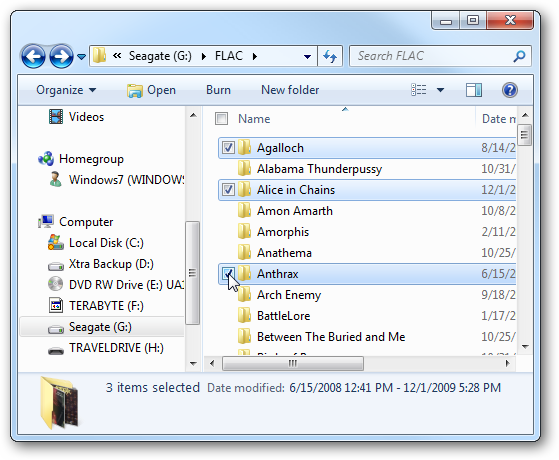 « Seagate (G:) ▸ FLAC ▸
Search FLAC
Organize ▾ Open Burn New folder
Videos
Homegroup
Windows7 (WINDOWS
Computer
Local Disk (C:)
Xtra Backup (D:)
DVD RW Drive (E:) UA
TERABYTE (F:)
Seagate (G:)
TRAVELDRIVE (H:)
Name Date m
Agalloch 8/14/2
Alabama Thunderpussy 10/31/
Alice in Chains 12/1/2
Amon Amarth 10/8/2
Amorphis 2/11/2
Anathema 10/25/
Anthrax 6/15/2
Arch Enemy 9/18/2
BattleLore 1/17/2
Between The Buried and Me 10/25/
3 items selected Date modified: 6/15/2008 12:41 PM - 12/1/2009 5:28 PM